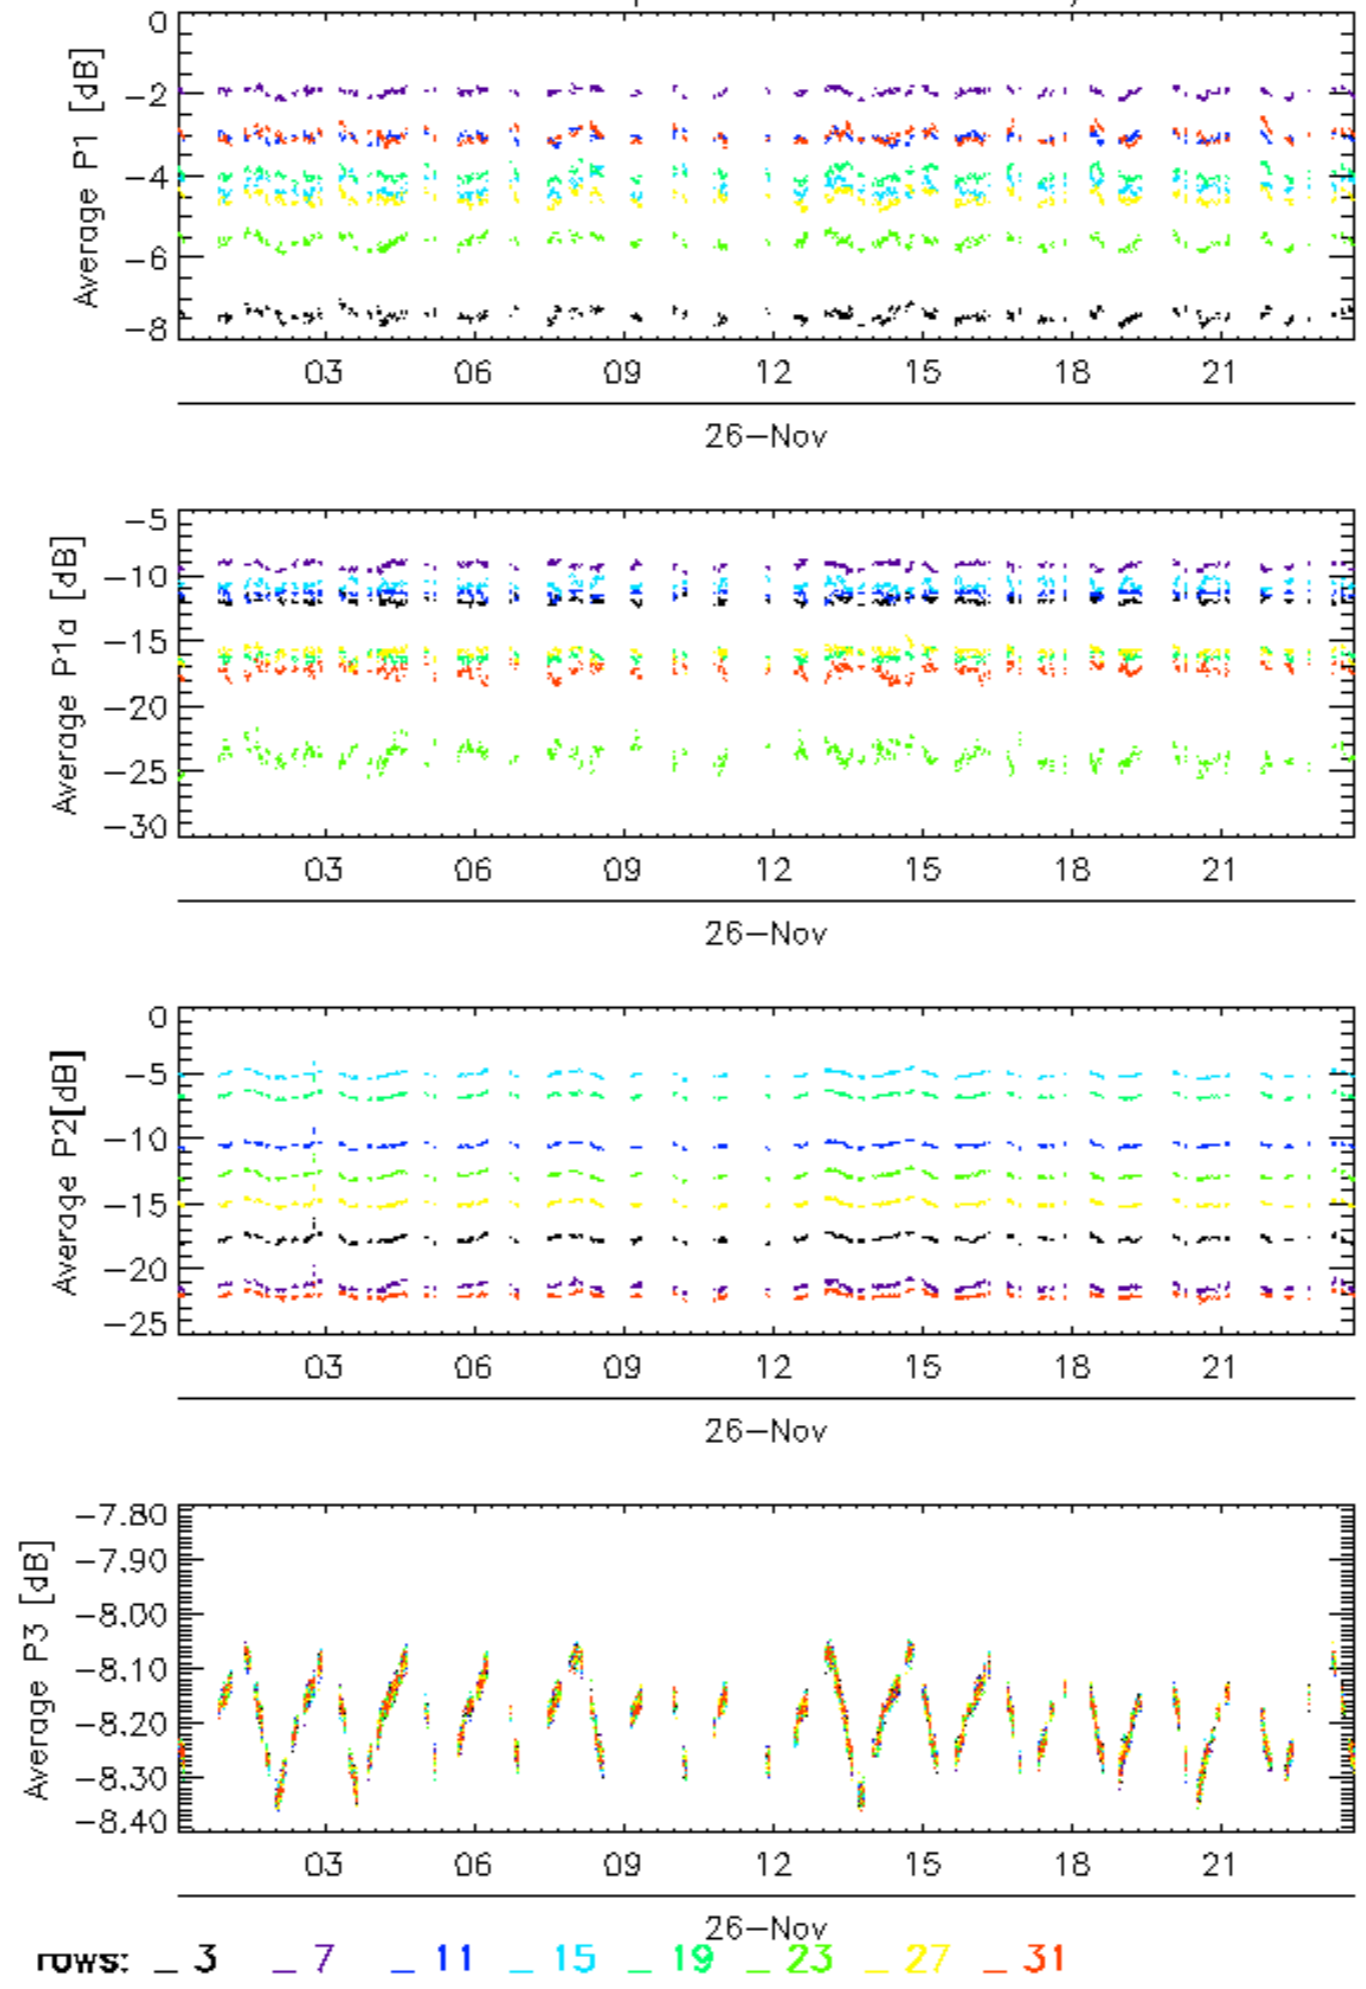 0
−2
−4
−6
−8
Average P1 [dB]
03 06 09 12 15 18 21
26−Nov
−5
−10
−15
−20
−25
−30
Average P1a [dB]
03 06 09 12 15 18 21
26−Nov
0
−5
−10
−15
−20
−25
Average P2[dB]
03 06 09 12 15 18 21
26−Nov
−7.80
−7.90
−8.00
−8.10
−8.20
−8.30
−8.40
Average P3 [dB]
03 06 09 12 15 18 21
26−Nov
rows: _ 3 _ 7 _ 11 _ 15 _ 19 _ 23 _ 27 _ 31